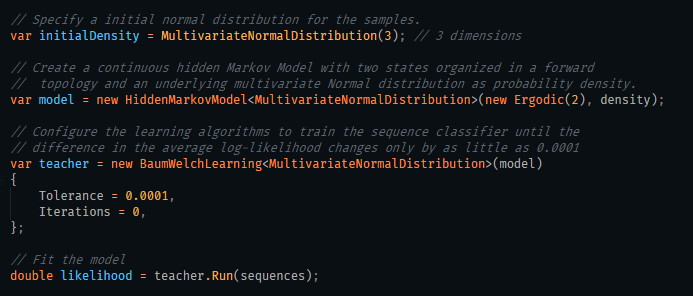 // Specify a initial normal distribution for the samples.
var initialDensity = MultivariateNormalDistribution(3); // 3 dimensions
// Create a continuous hidden Markov Model with two states organized in a forward
//  topology and an underlying multivariate Normal distribution as probability density.
var model = new HiddenMarkovModel<MultivariateNormalDistribution>(new Ergodic(2), density);
// Configure the learning algorithms to train the sequence classifier until the
// difference in the average log-likelihood changes only by as little as 0.0001
var teacher = new BaumWelchLearning<MultivariateNormalDistribution>(model)
{
    Tolerance = 0.0001,
    Iterations = 0,
};
// Fit the model
double likelihood = teacher.Run(sequences);